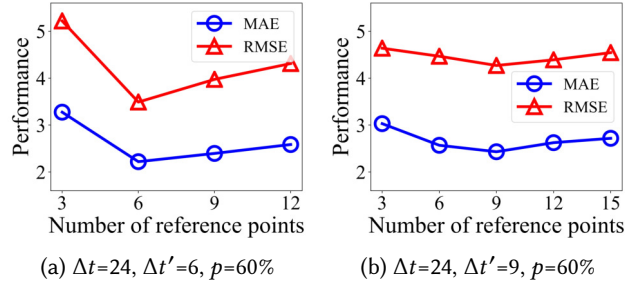 5
4
3
2
Performance
MAE
RMSE
3 6 9 12
Number of reference points
(a) Δt=24, Δt′=6, p=60%
5
4
3
2
Performance
MAE
RMSE
3 6 9 12 15
Number of reference points
(b) Δt=24, Δt′=9, p=60%